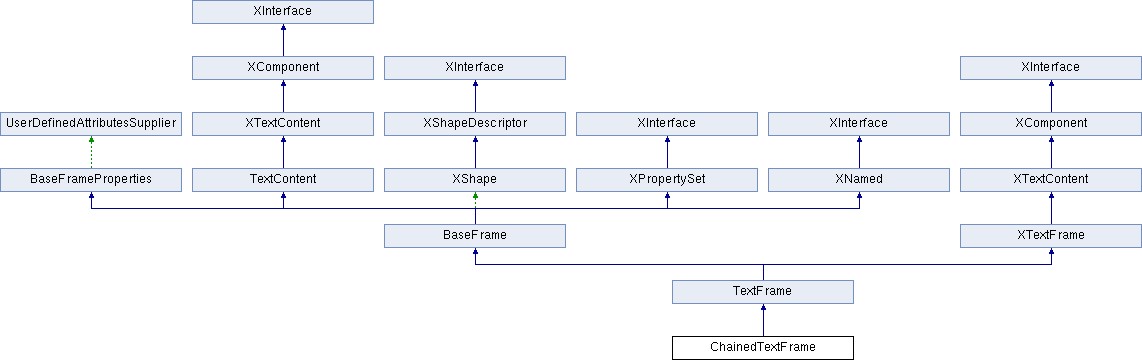 XInterface
XComponent
XInterface
XInterface
UserDefinedAttributesSupplier
XTextContent
XShapeDescriptor
XInterface
XInterface
XComponent
BaseFrameProperties
TextContent
XShape
XPropertySet
XNamed
XTextContent
BaseFrame
XTextFrame
TextFrame
ChainedTextFrame